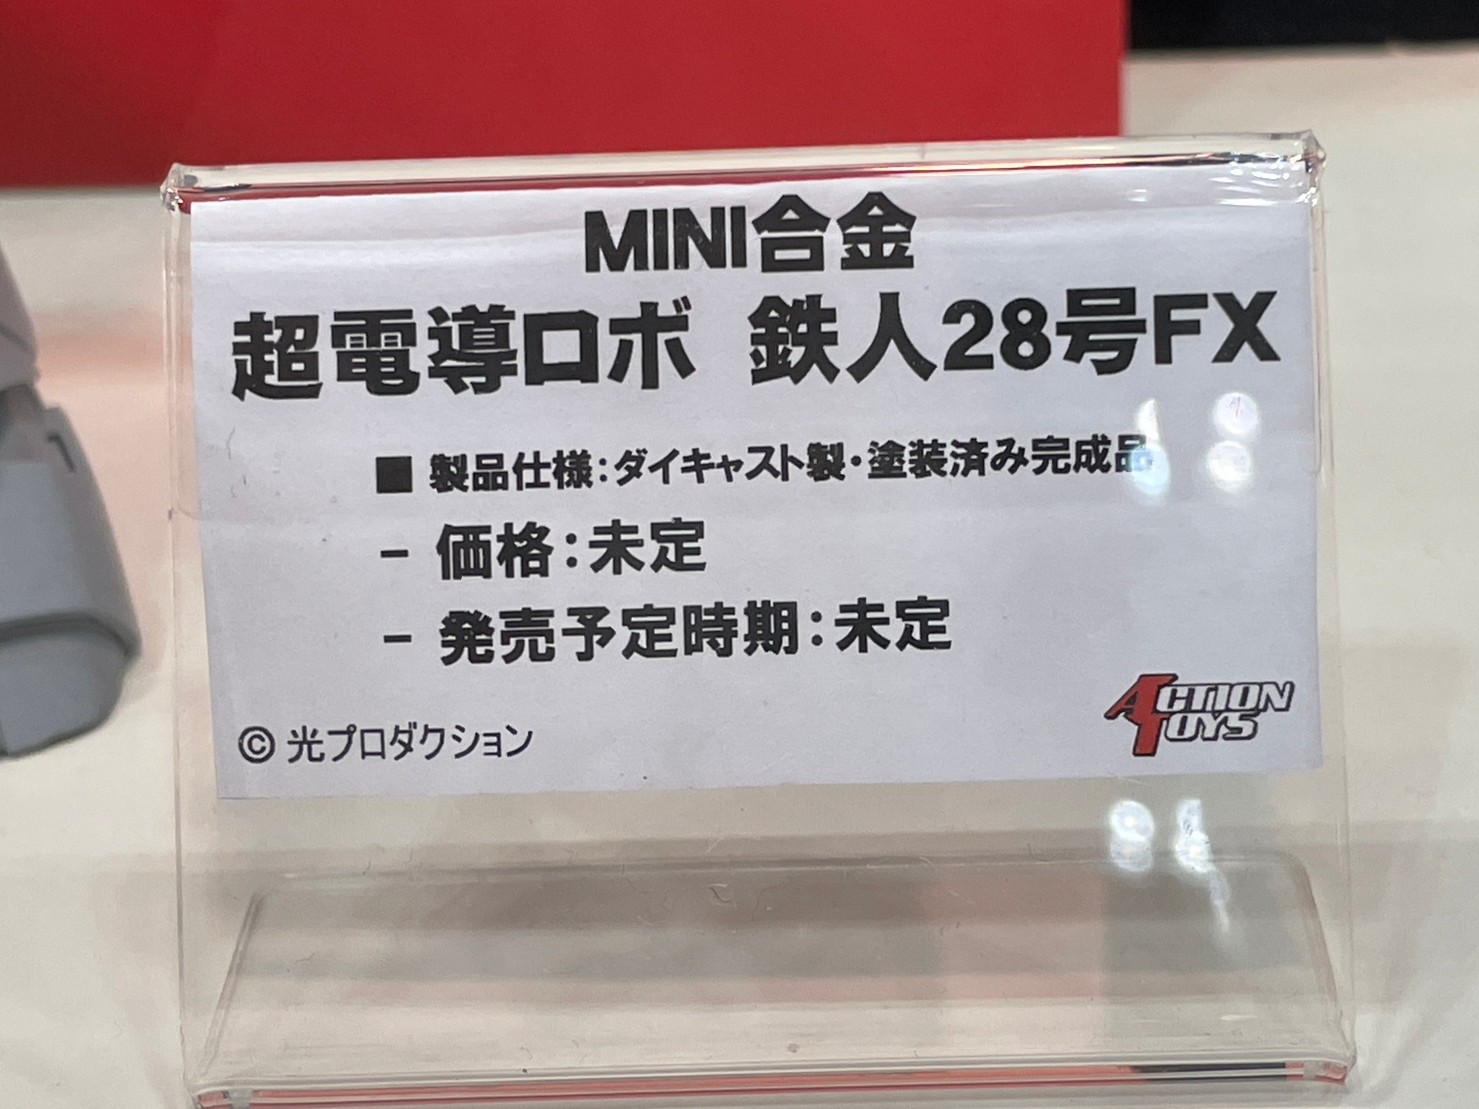 MINI合金
超電導ロボ 鉄人28号FX
■ 製品仕様:ダイキャスト製・塗装済み完成品
- 価格:未定
- 発売予定時期:未定
© 光プロダクション
ACTION TOYS